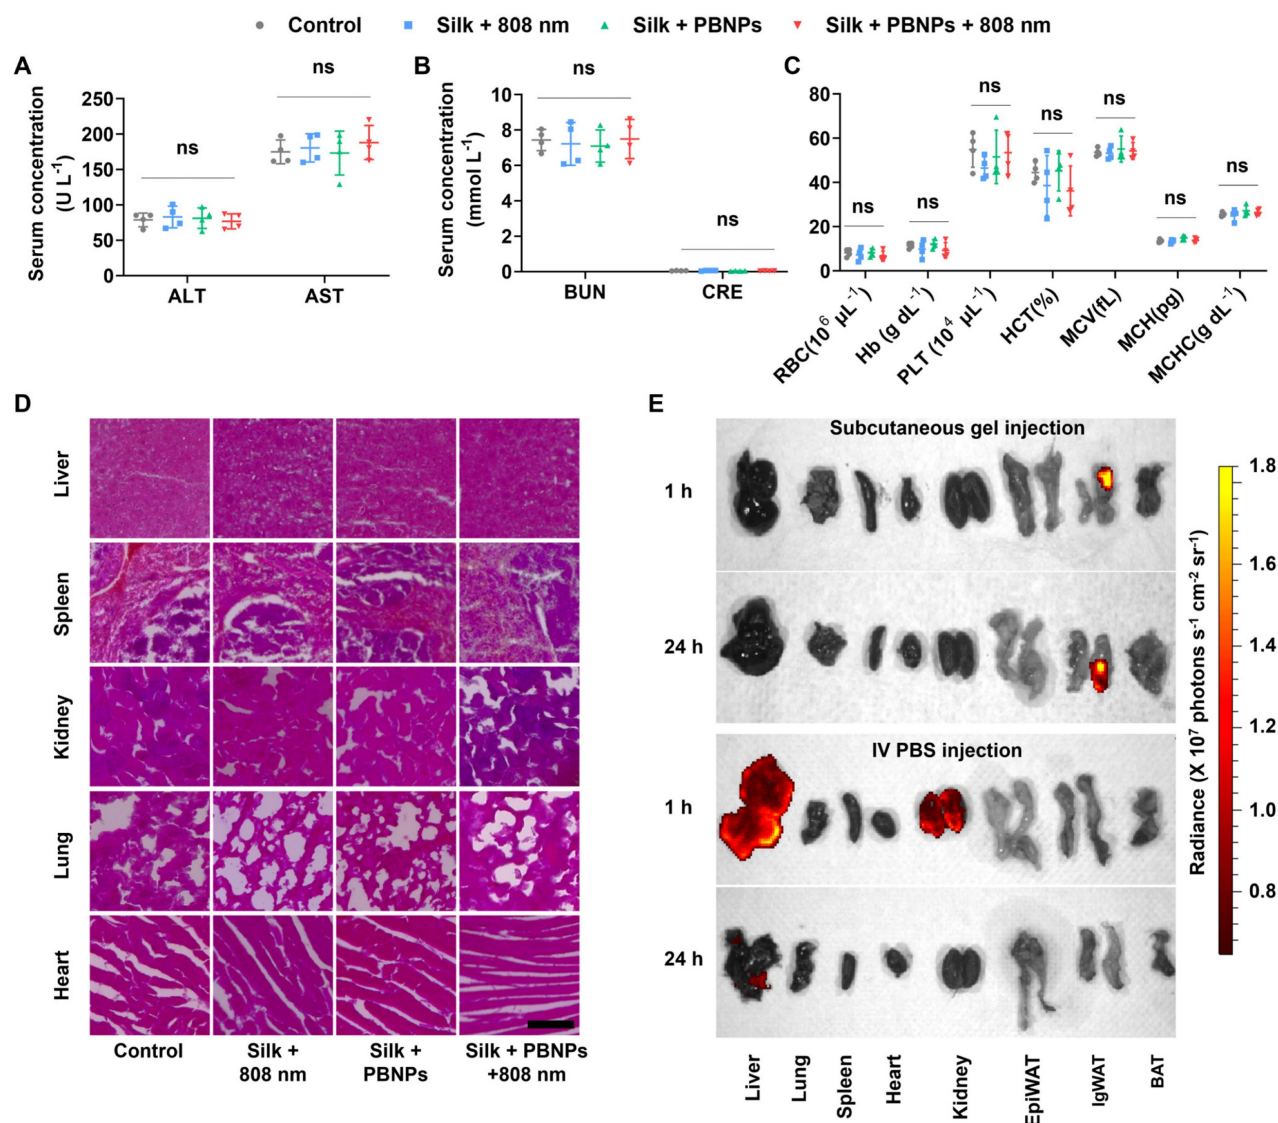 Control Silk + 808 nm Silk + PBNPs Silk + PBNPs + 808 nm
A
Serum concentration
(U L⁻¹)
250
200
150
100
50
0
ns
ns
ALT AST
B
Serum concentration
(mmol L⁻¹)
10
8
6
4
2
0
ns
ns
BUN CRE
C
80
60
40
20
0
ns
ns
ns
ns
ns
ns
ns
RBC(10⁶ µL⁻¹)
Hb (g dL⁻¹)
PLT (10⁴ µL⁻¹)
HCT(%)
MCV(fL)
MCH(pg)
MCHC(g dL⁻¹)
D
Liver
Spleen
Kidney
Lung
Heart
Control
Silk +
808 nm
Silk +
PBNPs
Silk + PBNPs
+808 nm
E
Subcutaneous gel injection
1 h
24 h
IV PBS injection
1 h
24 h
Liver
Lung
Spleen
Heart
Kidney
EpiWAT
IgWAT
BAT
1.8
1.6
1.4
1.2
1.0
0.8
Radiance (X 10⁷ photons s⁻¹ cm⁻² sr⁻¹)